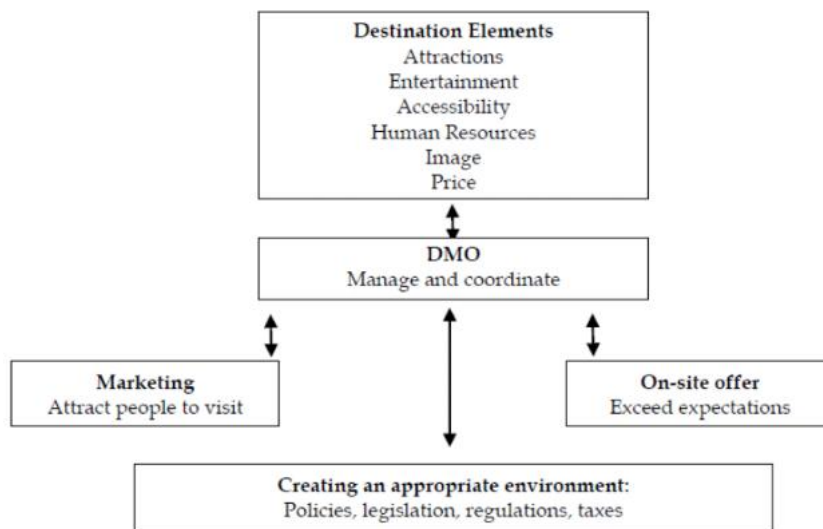 Destination Elements
Attractions
Entertainment
Accessibility
Human Resources
Image
Price
DMO
Manage and coordinate
Marketing
Attract people to visit
On-site offer
Exceed expectations
Creating an appropriate environment:
Policies, legislation, regulations, taxes